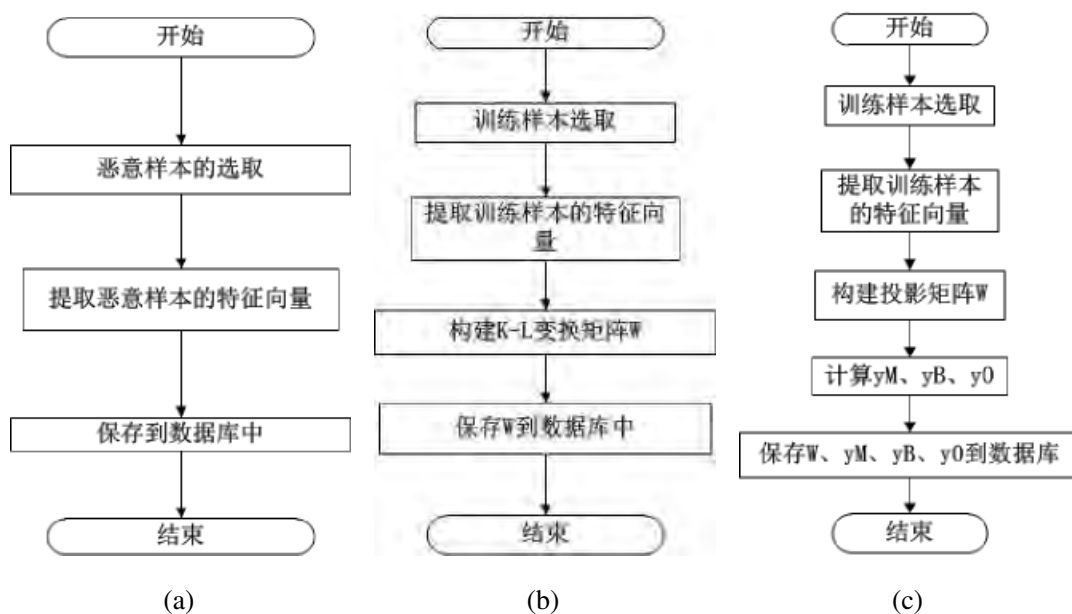 开始
恶意样本的选取
提取恶意样本的特征向量
保存到数据库中
结束
(a)
开始
训练样本选取
提取训练样本的特征向
量
构建K-L变换矩阵W
保存W到数据库中
结束
(b)
开始
训练样本选取
提取训练样本
的特征向量
构建投影矩阵W
计算yM、yB、y0
保存W、yM、yB、y0到数据库
结束
(c)